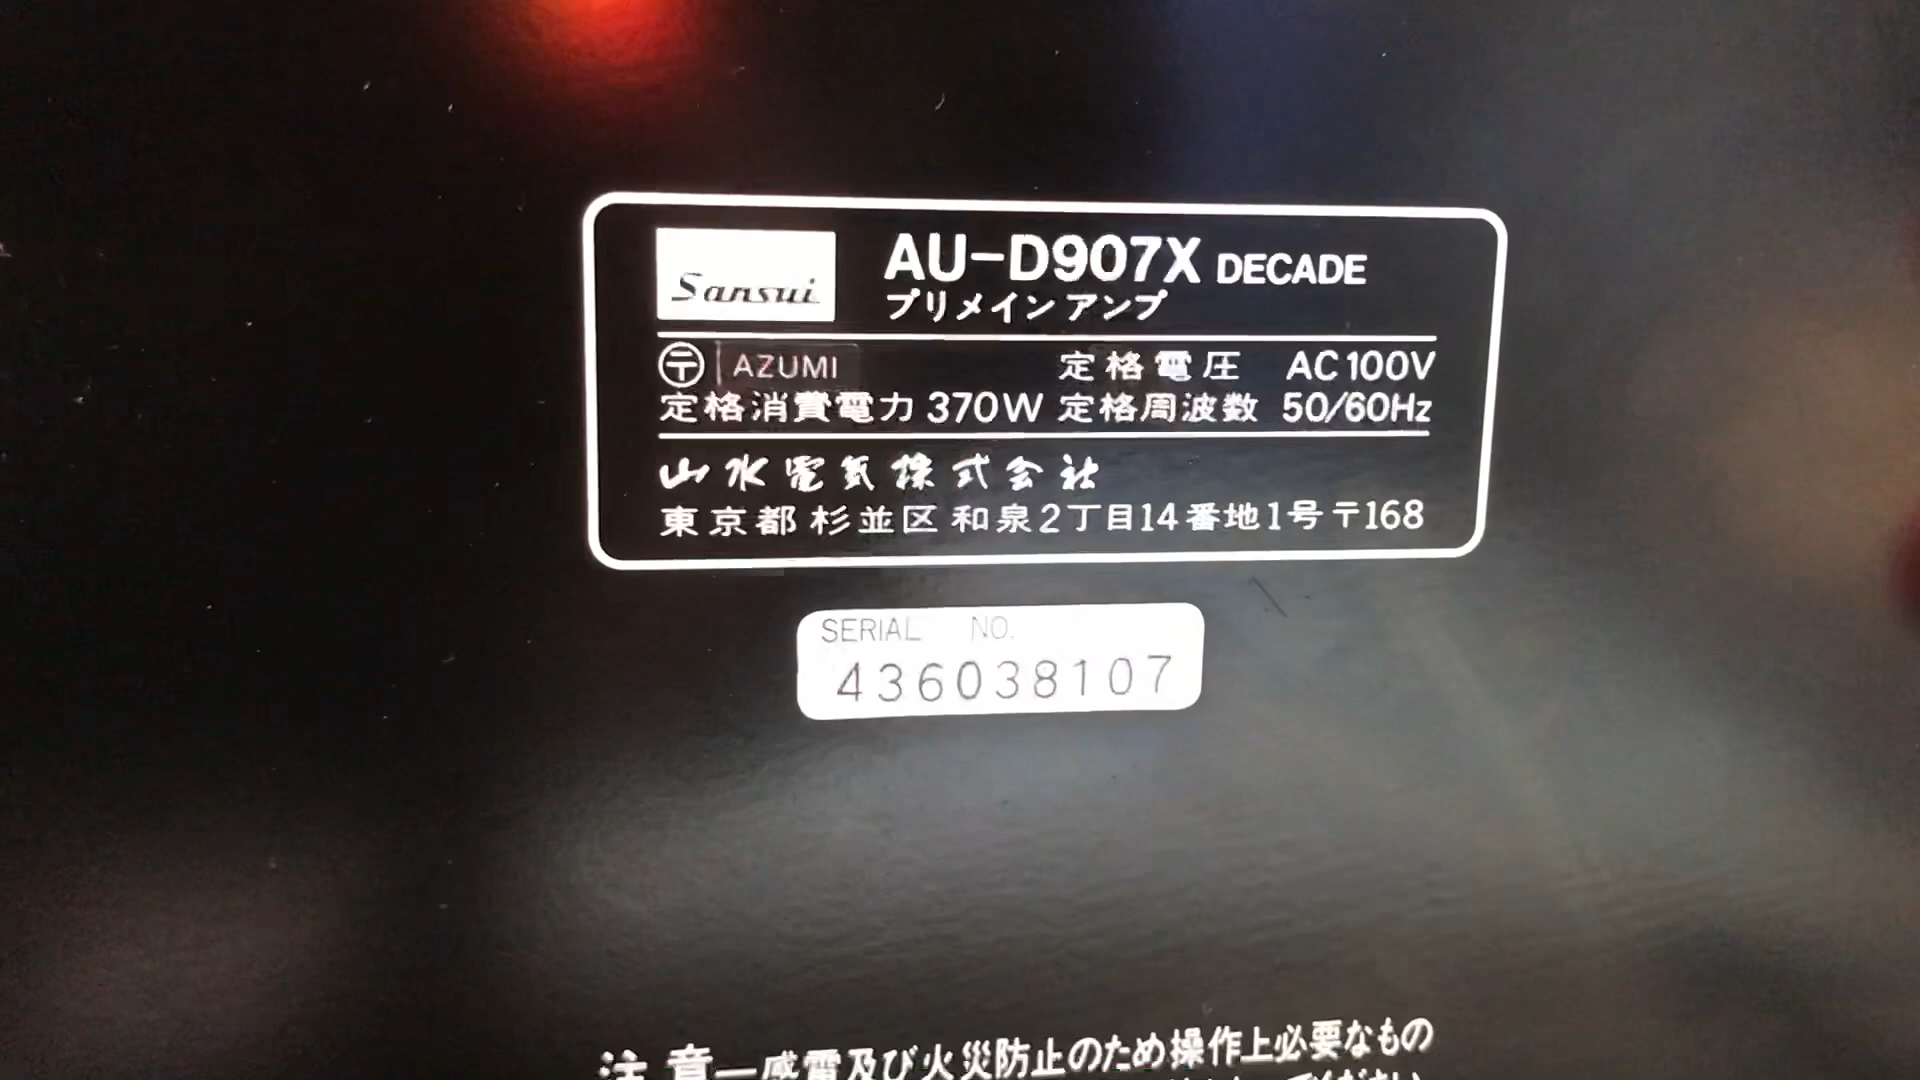 Sansui
AU-D907X DECADE
プリメインアンプ
〒 AZUMI 定格電圧 AC100V
定格消費電力 370W 定格周波数 50/60Hz
山水電気株式会社
東京都杉並区和泉2丁目14番地1号〒168
SERIAL NO.
436038107
注意—感電及び火災防止のため操作上必要なもの